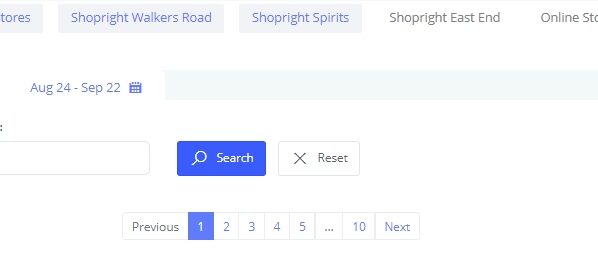 tores Shopright Walkers Road Shopright Spirits Shopright East End Online Sto
Aug 24 - Sep 22
:
Search Reset
Previous 1 2 3 4 5 ... 10 Next